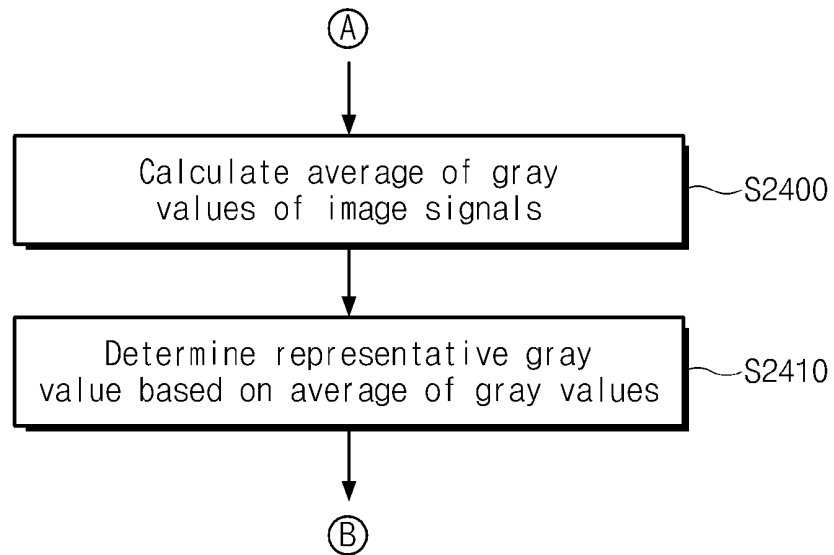 A
Calculate average of gray
values of image signals
S2400
Determine representative gray
value based on average of gray values
S2410
B